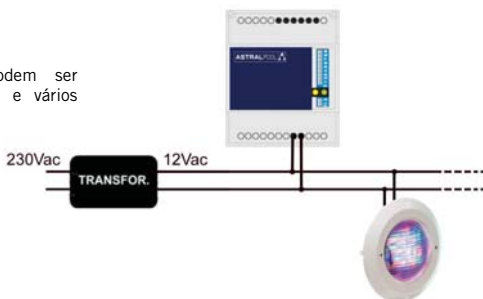 odem ser
e vários
ASTRALPOOL
230Vac
12Vac
TRANSFOR.